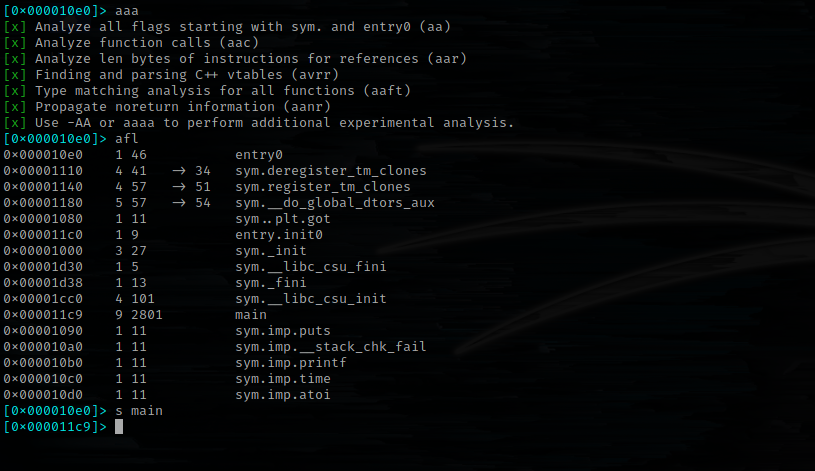 [0×000010e0]> aaa
[x] Analyze all flags starting with sym. and entry0 (aa)
[x] Analyze function calls (aac)
[x] Analyze len bytes of instructions for references (aar)
[x] Finding and parsing C++ vtables (avrr)
[x] Type matching analysis for all functions (aaft)
[x] Propagate noreturn information (aanr)
[x] Use -AA or aaaa to perform additional experimental analysis.
[0×000010e0]> afl
0×000010e0    1 46           entry0
0×00001110    4 41   → 34   sym.deregister_tm_clones
0×00001140    4 57   → 51   sym.register_tm_clones
0×00001180    5 57   → 54   sym.__do_global_dtors_aux
0×00001080    1 11           sym..plt.got
0×000011c0    1 9            entry.init0
0×00001000    3 27           sym._init
0×00001d30    1 5            sym.__libc_csu_fini
0×00001d38    1 13           sym._fini
0×00001cc0    4 101          sym.__libc_csu_init
0×000011c9    9 2801         main
0×00001090    1 11           sym.imp.puts
0×000010a0    1 11           sym.imp.__stack_chk_fail
0×000010b0    1 11           sym.imp.printf
0×000010c0    1 11           sym.imp.time
0×000010d0    1 11           sym.imp.atoi
[0×000010e0]> s main
[0×000011c9]>